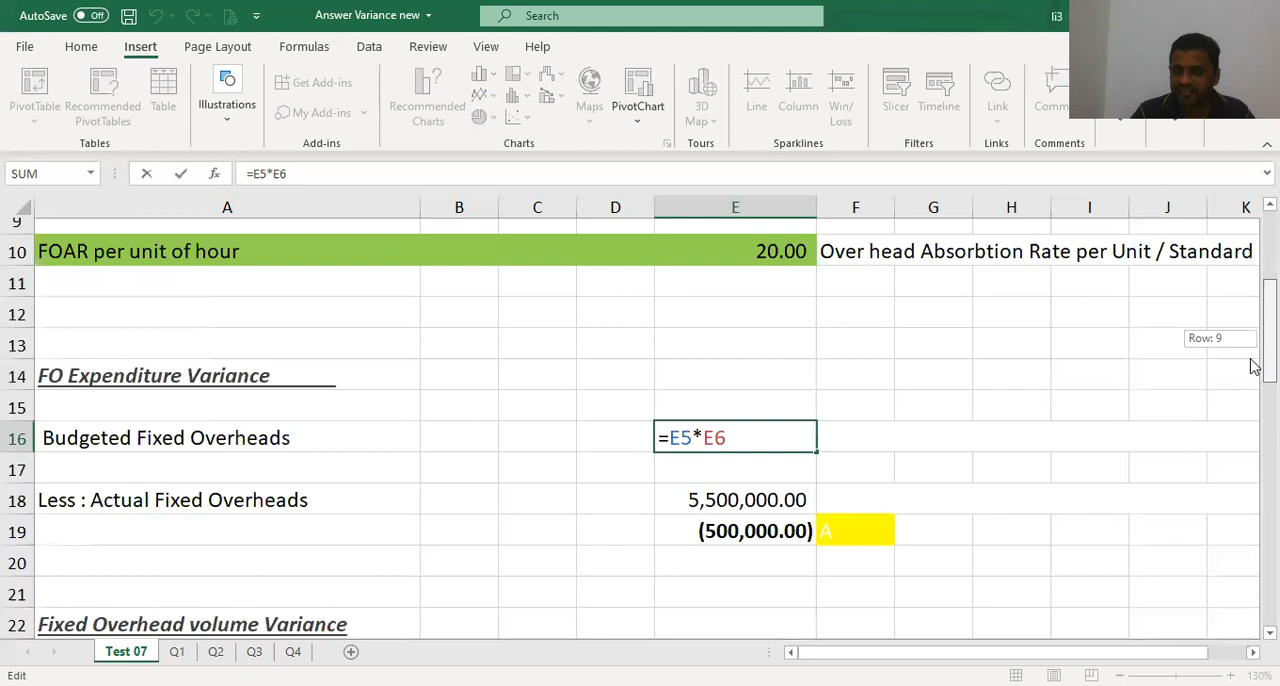 AutoSave Off Answer Variance new Search li3
File Home Insert Page Layout Formulas Data Review View Help
PivotTable Recommended PivotTables Table Illustrations Get Add-ins My Add-ins Recommended Charts Maps PivotChart 3D Map Line Column Win/Loss Slicer Timeline Link Comm
Tables Add-ins Charts Tours Sparklines Filters Links Comments
SUM fx =E5*E6
A B C D E F G H I J K
9
10 FOAR per unit of hour 20.00 Over head Absorbtion Rate per Unit / Standard
11
12
13 Row: 9
14 FO Expenditure Variance
15
16 Budgeted Fixed Overheads =E5*E6
17
18 Less : Actual Fixed Overheads 5,500,000.00
19 (500,000.00) A
20
21
22 Fixed Overhead volume Variance
Test 07 Q1 Q2 Q3 Q4
Edit 130%